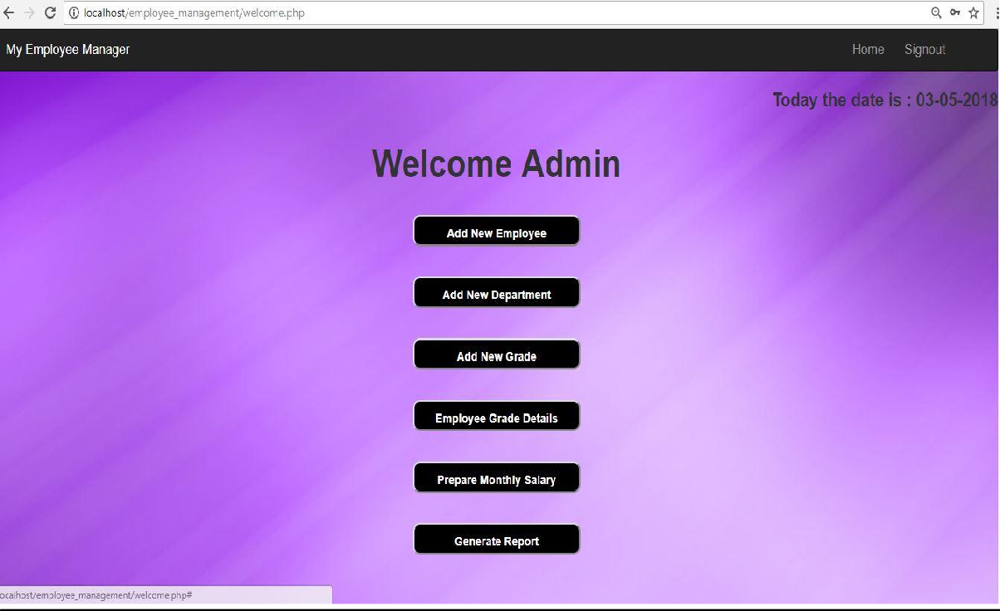 localhost/employee_management/welcome.php
My Employee Manager
Home
Signout
Today the date is : 03-05-2018
Welcome Admin
Add New Employee
Add New Department
Add New Grade
Employee Grade Details
Prepare Monthly Salary
Generate Report
ocalhost/employee_management/welcome.php#